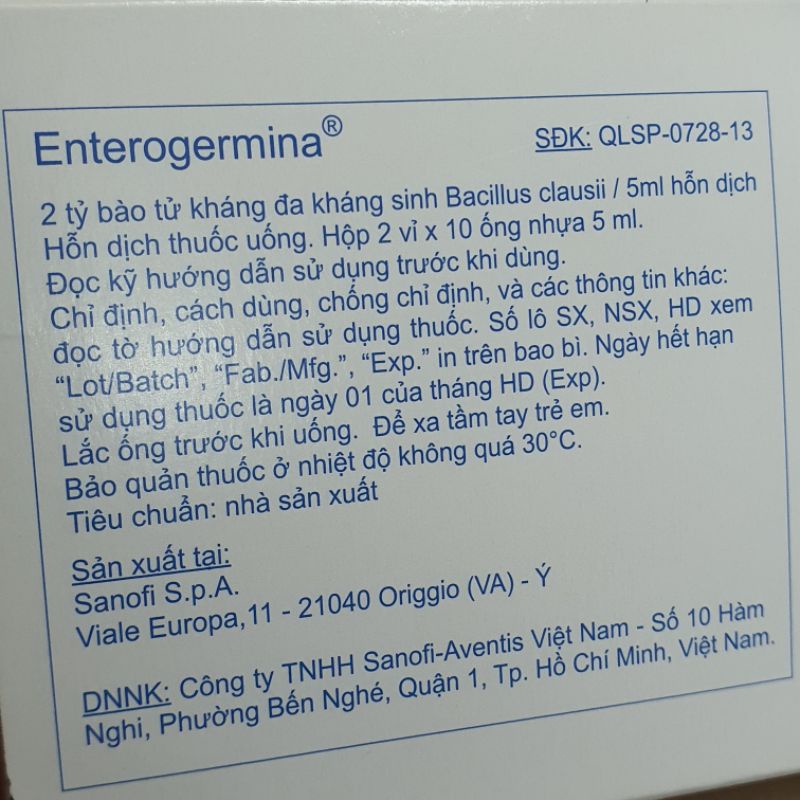 Enterogermina®
SĐK: QLSP-0728-13
2 tỷ bào tử kháng đa kháng sinh Bacillus clausii / 5ml hỗn dịch
Hỗn dịch thuốc uống. Hộp 2 vỉ x 10 ống nhựa 5 ml.
Đọc kỹ hướng dẫn sử dụng trước khi dùng.
Chỉ định, cách dùng, chống chỉ định, và các thông tin khác:
đọc tờ hướng dẫn sử dụng thuốc. Số lô SX, NSX, HD xem
“Lot/Batch”, “Fab./Mfg.”, “Exp.” in trên bao bì. Ngày hết hạn
sử dụng thuốc là ngày 01 của tháng HD (Exp).
Lắc ống trước khi uống. Để xa tầm tay trẻ em.
Bảo quản thuốc ở nhiệt độ không quá 30°C.
Tiêu chuẩn: nhà sản xuất
Sản xuất tại:
Sanofi S.p.A.
Viale Europa,11 - 21040 Origgio (VA) - Ý
DNNK: Công ty TNHH Sanofi-Aventis Việt Nam - Số 10 Hàm
Nghi, Phường Bến Nghé, Quận 1, Tp. Hồ Chí Minh, Việt Nam.